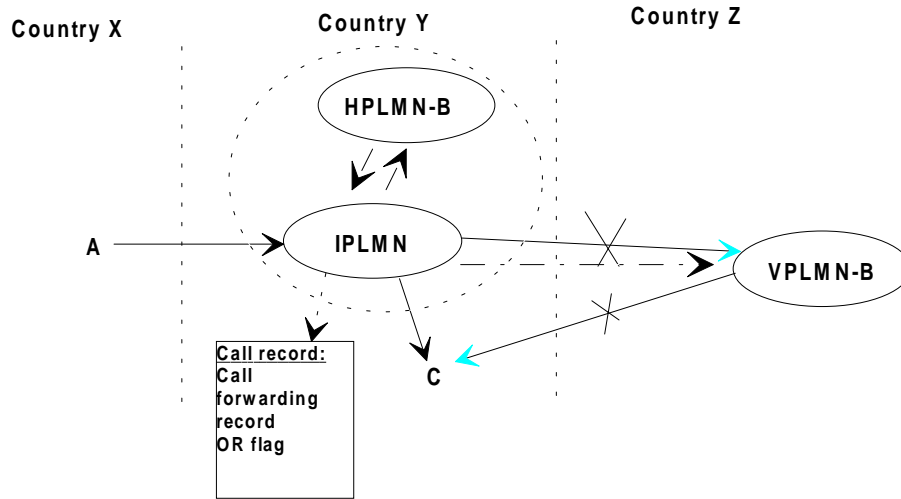 Country X
Country Y
Country Z
HPLMN-B
IPLMN
A
VPLMN-B
C
Call record:
Call
forwarding
record
OR flag